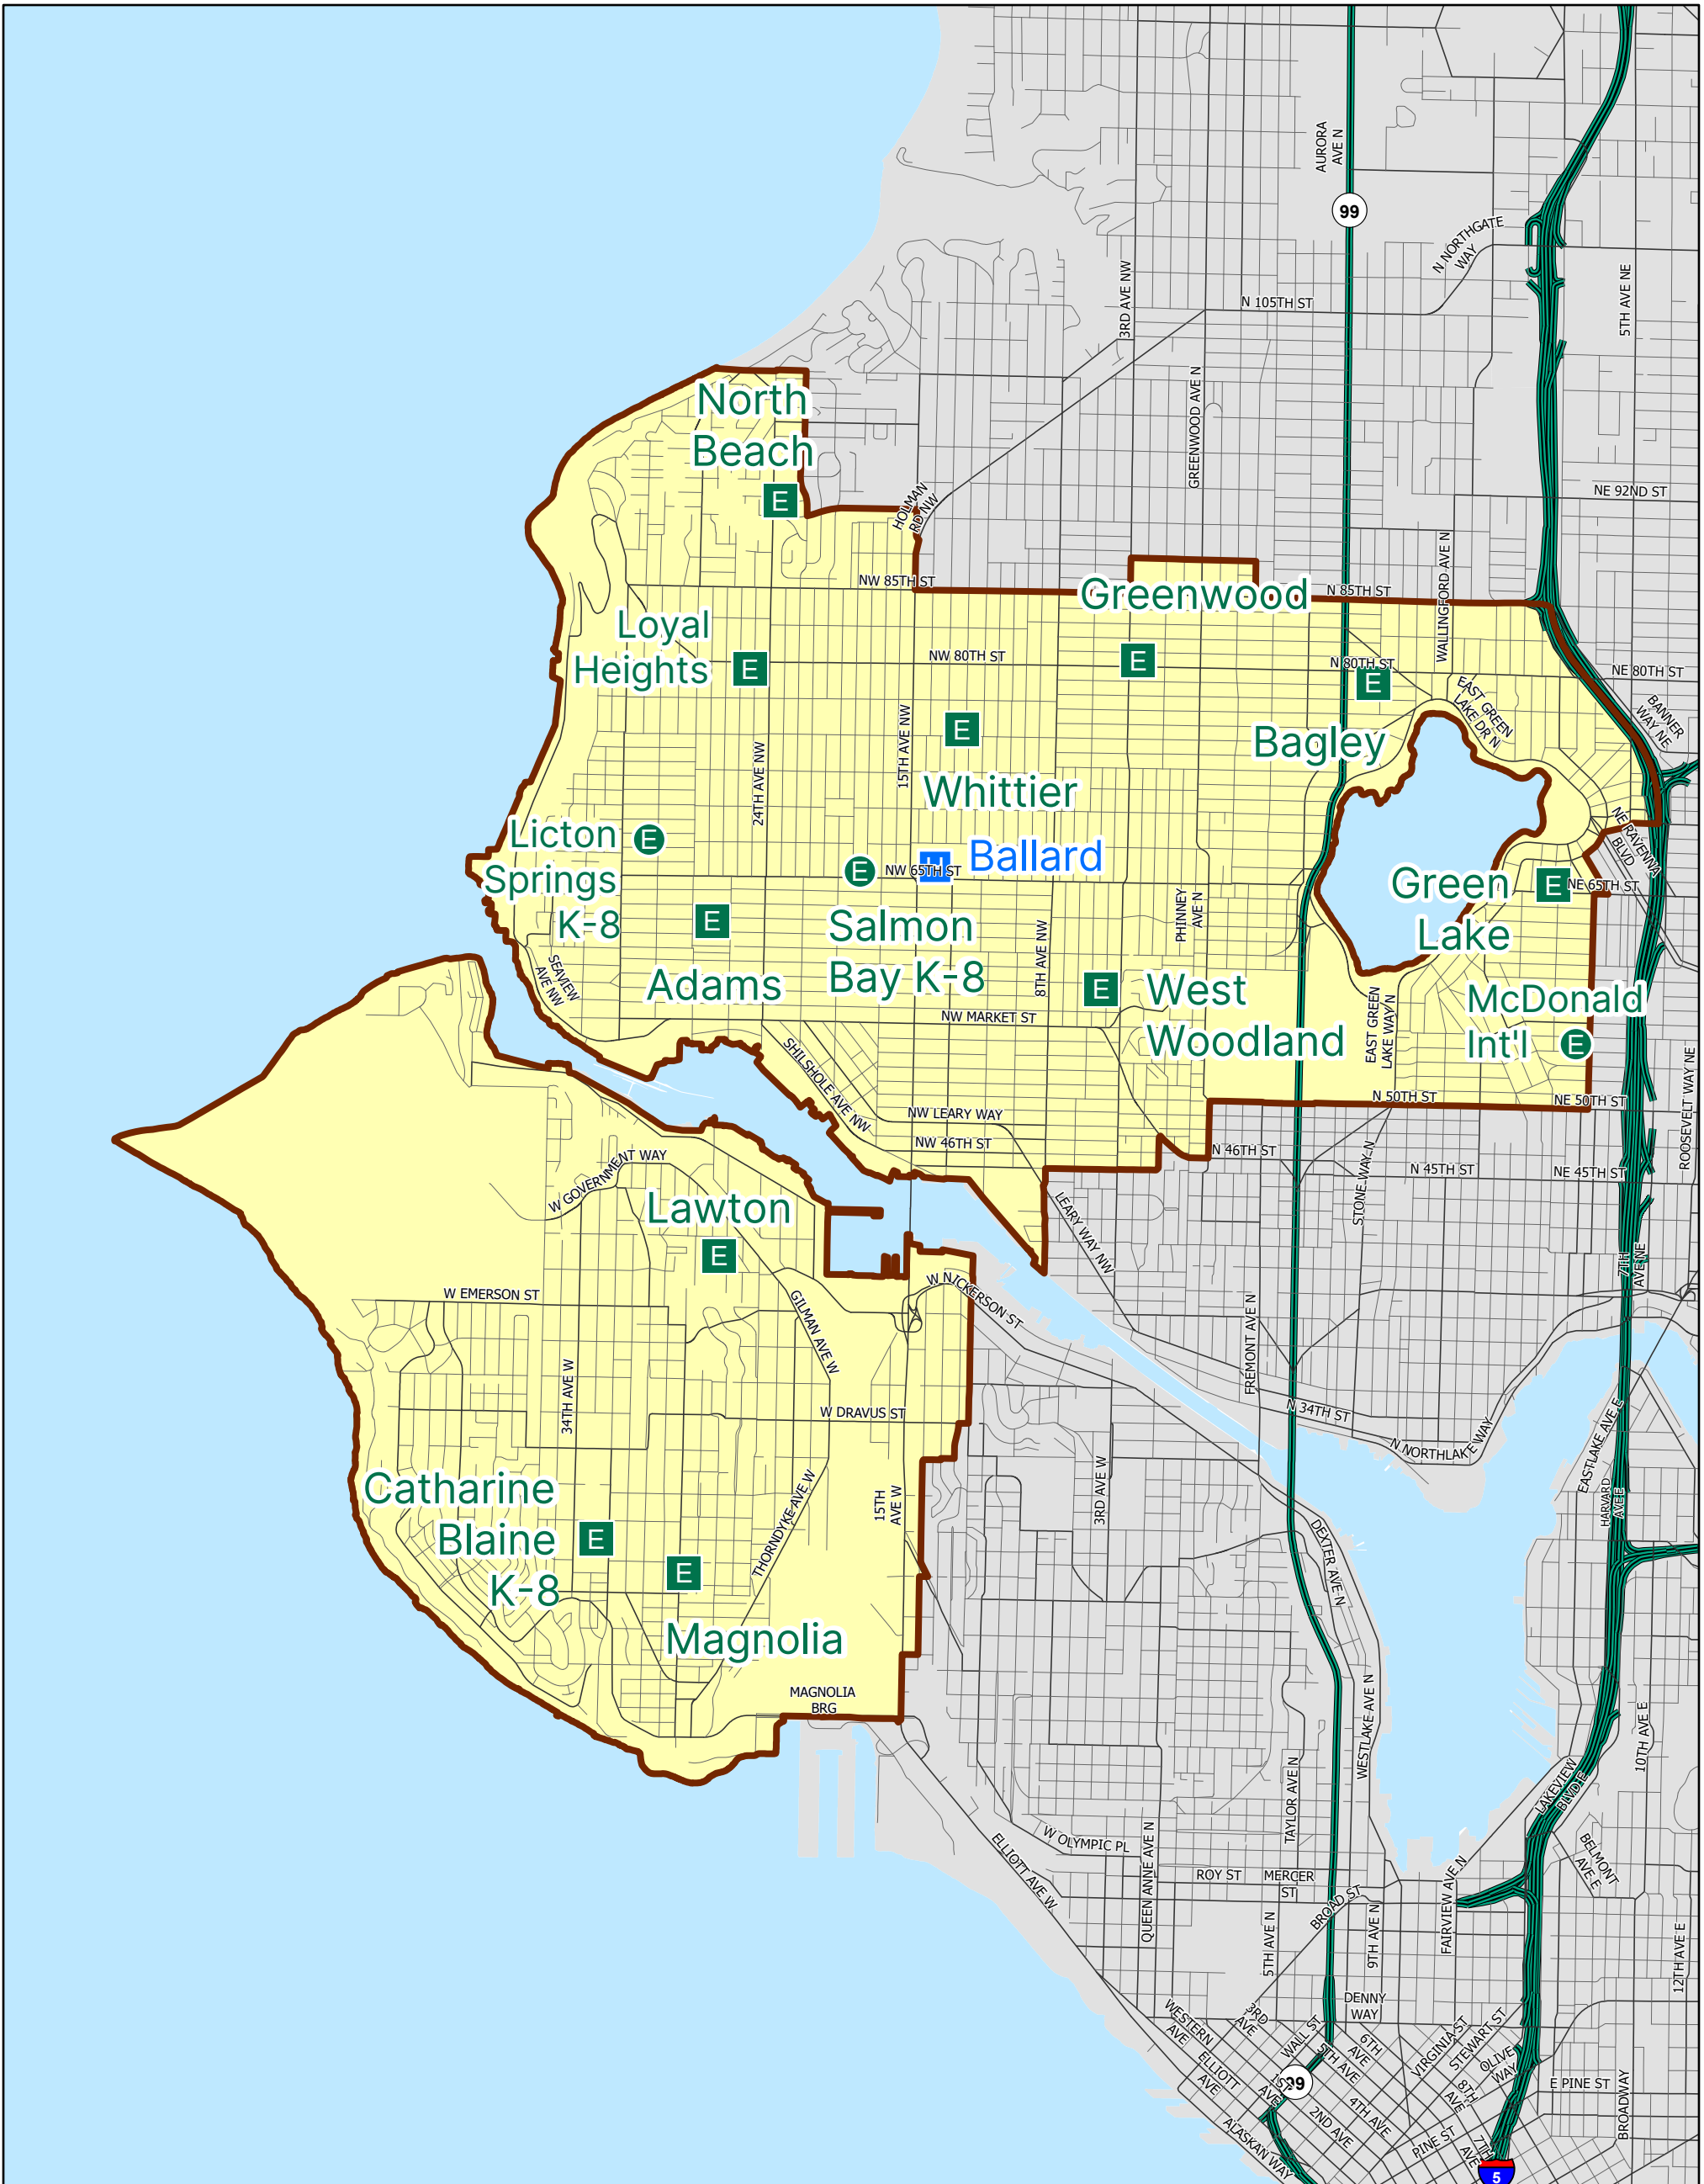 AURORA
AVE N
99
N NORTHGATE
WAY
5TH AVE NE
3RD AVE NW
N 105TH ST
GREENWOOD AVE N
North
Beach
E
HOLMAN
RD NW
NE 92ND ST
WALLINGFORD AVE N
NW 85TH ST
Greenwood
N 85TH ST
Loyal
Heights
E
NW 80TH ST
E
N 80TH ST
E
NE 80TH ST
EAST GREEN
LAKE DR N
BANNER
WAY NE
15TH AVE NW
E
24TH AVE NW
Bagley
Whittier
Licton
Springs
K-8
E
E
NW 65TH ST
H
Ballard
NE RAVENNA
BLVD
Green
Lake
E
NE 65TH ST
E
Adams
Salmon
Bay K-8
8TH AVE NW
PHINNEY
AVE N
SEAVIEW
AVE NW
E
West
Woodland
EAST GREEN
LAKE WAY N
McDonald
Int'l
E
NW MARKET ST
SHILSHOLE AVE NW
ROOSEVELT WAY NE
NW LEARY WAY
N 50TH ST
NE 50TH ST
NW 46TH ST
N 46TH ST
STONE WAY N
N 45TH ST
NE 45TH ST
W GOVERNMENT WAY
Lawton
E
LEARY WAY NW
7TH
AVE NE
W EMERSON ST
GILMAN AVE W
W NICKERSON ST
FREMONT AVE N
34TH AVE W
W DRAVUS ST
N 34TH ST
N NORTHLAKE WAY
EASTLAKE AVE E
HARVARD
AVE E
Catharine
Blaine
K-8
E
E
THORNDYKE AVE W
15TH
AVE W
3RD AVE W
DEXTER AVE N
Magnolia
MAGNOLIA
BRG
WESTLAKE AVE N
10TH AVE E
LAKEVIEW
BLVD E
TAYLOR AVE N
W OLYMPIC PL
ELLIOTT AVE W
QUEEN ANNE AVE N
ROY ST
MERCER
ST
BROAD ST
5TH AVE N
9TH AVE N
FAIRVIEW AVE N
BELMONT
AVE E
12TH AVE E
DENNY
WAY
WESTERN
AVE
3RD
AVE
WALL ST
6TH
AVE
5TH AVE
VIRGINIA ST
STEWART ST
OLIVE
WAY
ELLIOTT
AVE
1ST
AVE
99
8TH
AVE
E PINE ST
BROADWAY
2ND AVE
4TH AVE
PINE ST
7TH
AVE
ALASKAN WAY
5